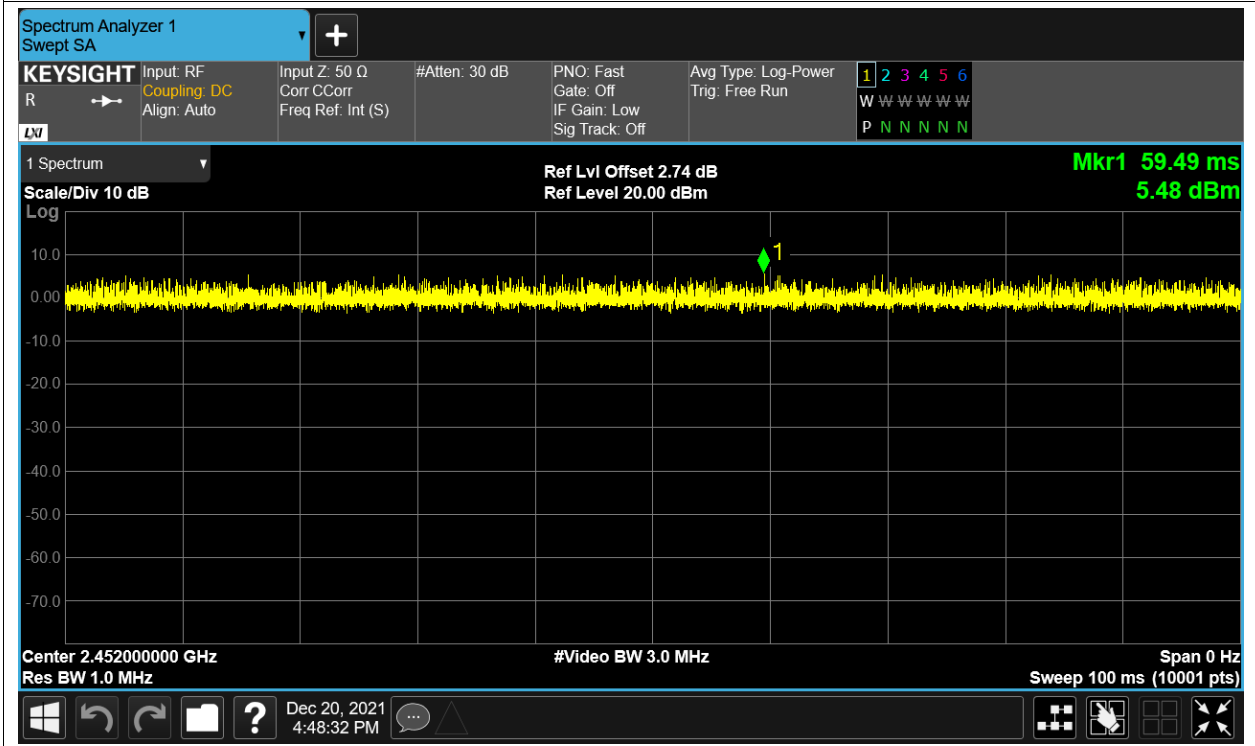 Spectrum Analyzer 1
Swept SA
+
KEYSIGHT
R
LXI
Input: RF
Coupling: DC
Align: Auto
Input Z: 50 Ω
Corr CCorr
Freq Ref: Int (S)
#Atten: 30 dB
PNO: Fast
Gate: Off
IF Gain: Low
Sig Track: Off
Avg Type: Log-Power
Trig: Free Run
1 2 3 4 5 6
W W W W W W
P N N N N N
1 Spectrum
Scale/Div 10 dB
Log
Ref Lvl Offset 2.74 dB
Ref Level 20.00 dBm
Mkr1 59.49 ms
5.48 dBm
1
10.0
0.00
-10.0
-20.0
-30.0
-40.0
-50.0
-60.0
-70.0
Center 2.452000000 GHz
Res BW 1.0 MHz
#Video BW 3.0 MHz
Span 0 Hz
Sweep 100 ms (10001 pts)
?
Dec 20, 2021
4:48:32 PM